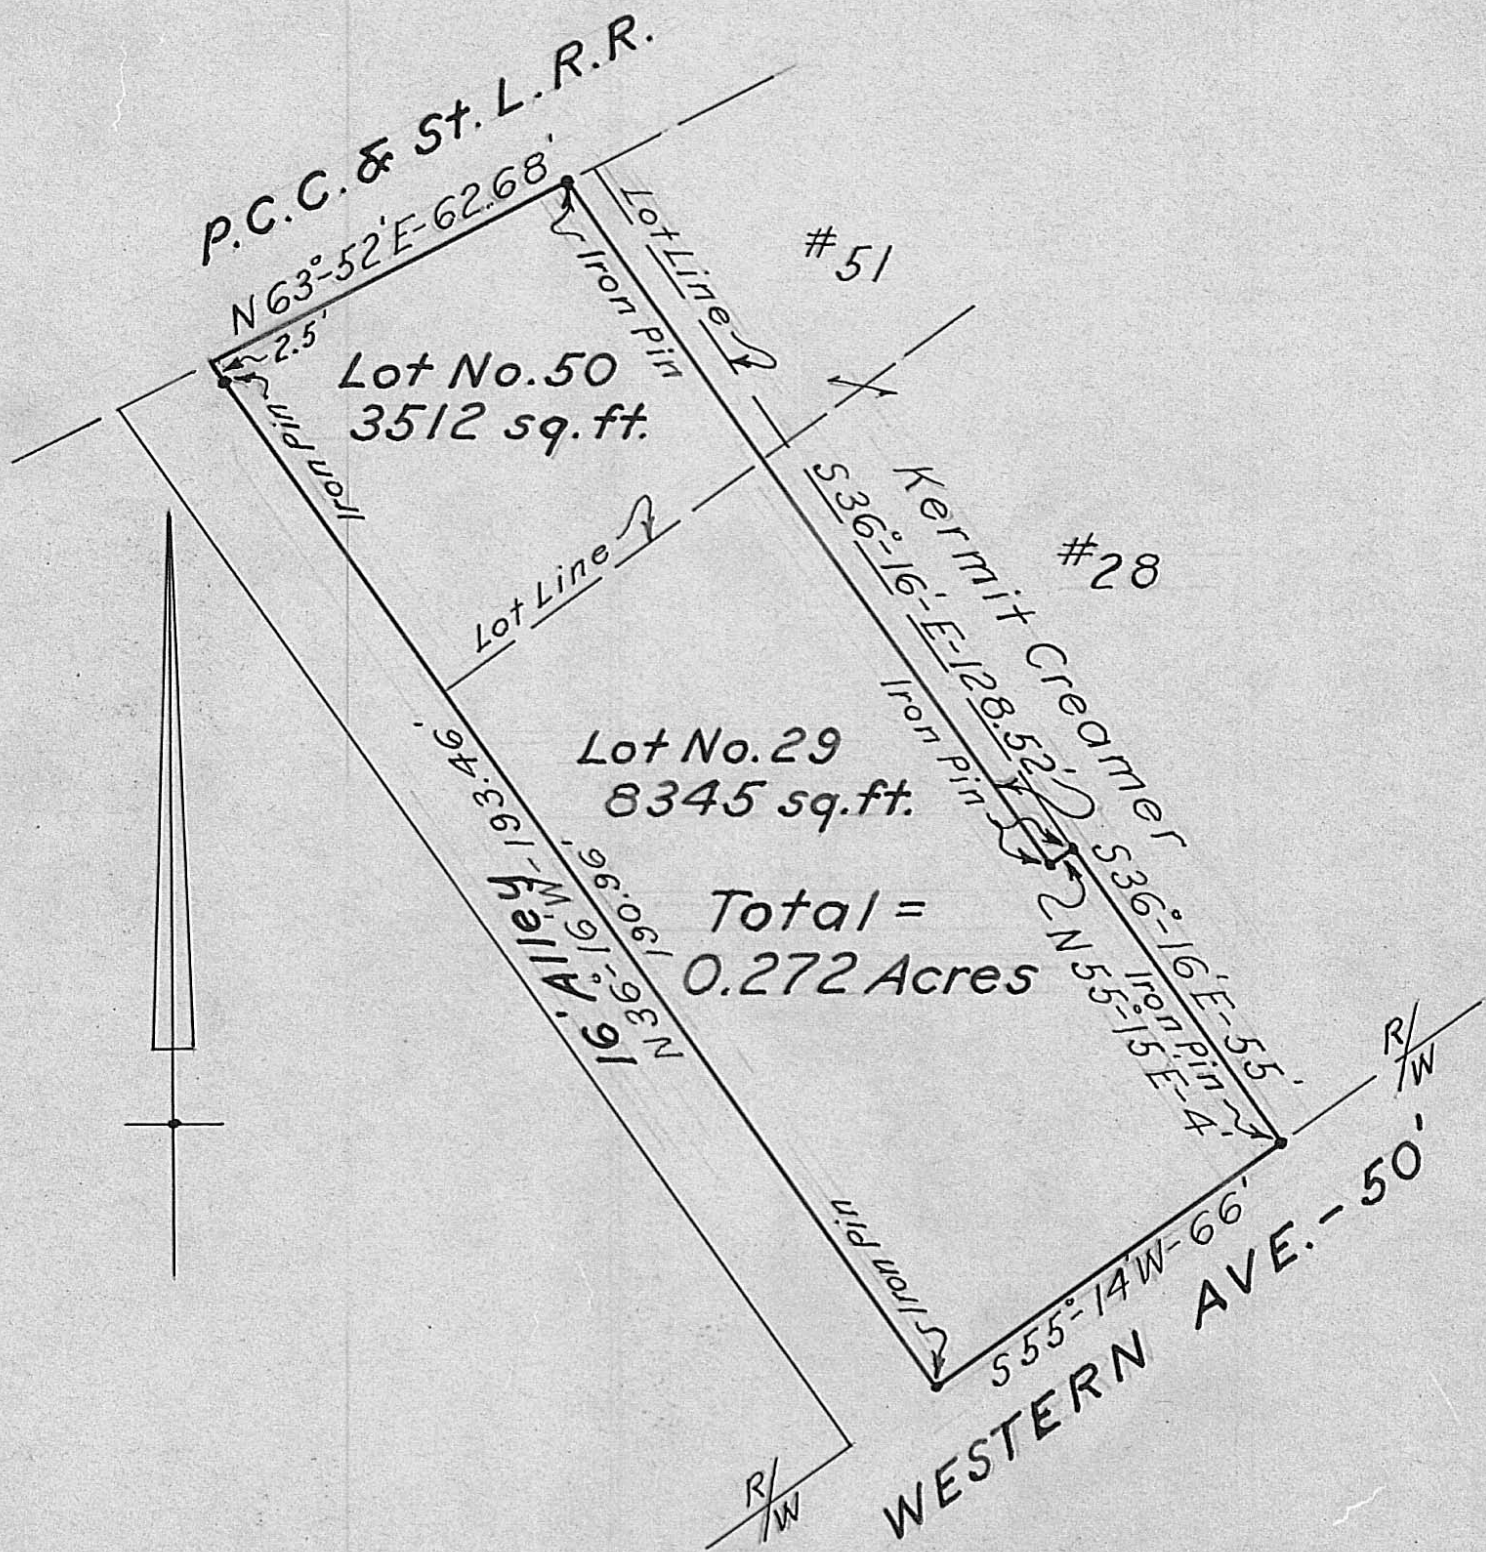 P.C.C. & St. L. R.R.
N 63°-52' E-62.68'
2.5'
Iron Pin
Lot Line
#51
Lot No. 50
3512 sq. ft.
Iron Pin
Lot Line
S 36°-16'-E-128.52'
Kermit Creamer
#28
Iron Pin
Lot No. 29
8345 sq. ft.
Total =
0.272 Acres
190.96'
N 36°-16' W-193.46'
16' Alley
S 36°-16' E-55'
N 55°-15' E-4'
Iron Pin
Iron Pin
S 55°-14' W-66'
WESTERN AVE.-50'
R/W
R/W